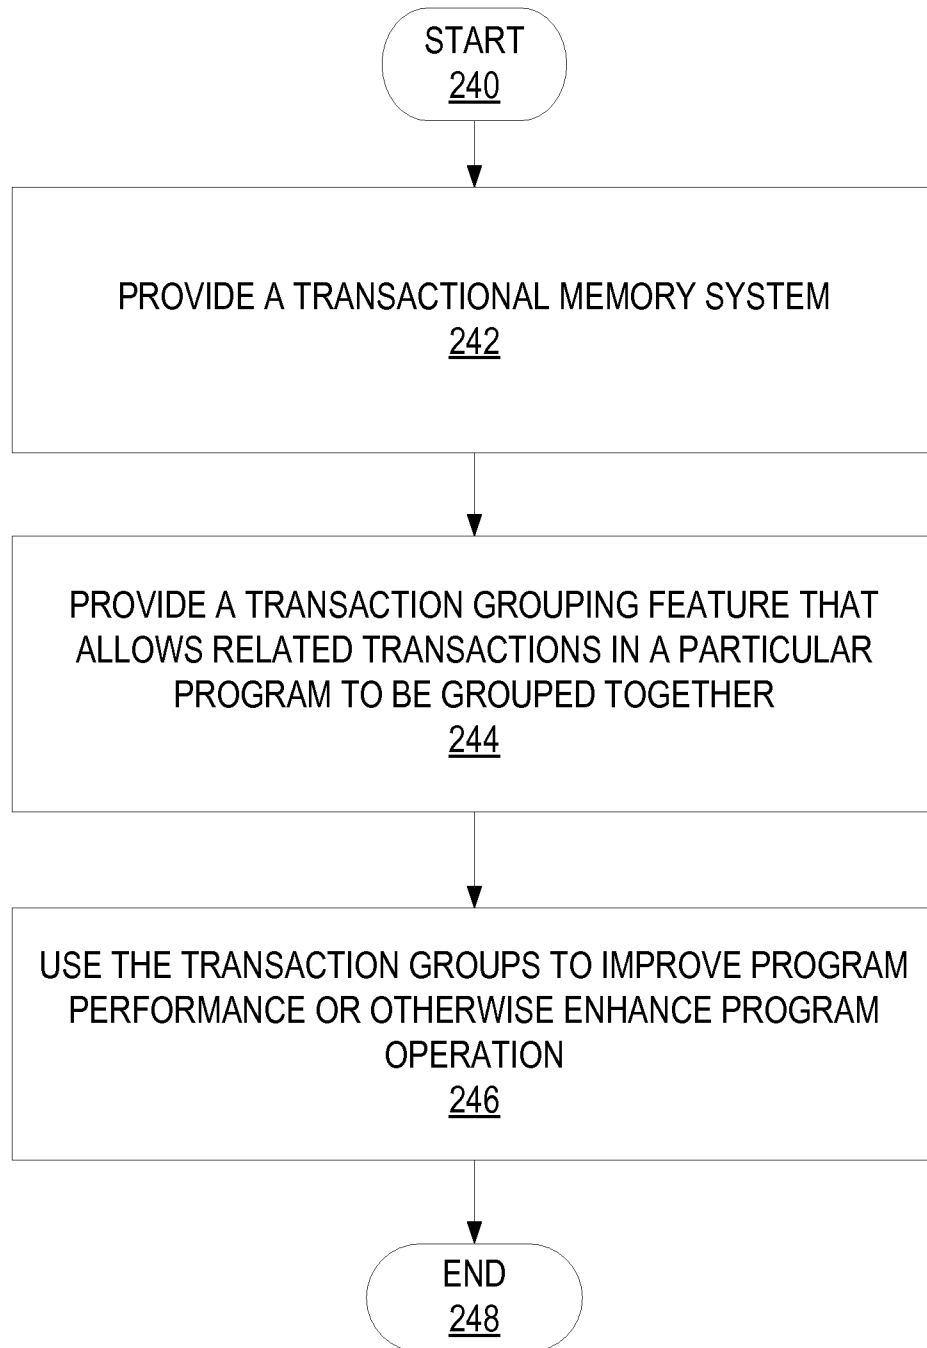 START
240
PROVIDE A TRANSACTIONAL MEMORY SYSTEM
242
PROVIDE A TRANSACTION GROUPING FEATURE THAT
ALLOWS RELATED TRANSACTIONS IN A PARTICULAR
PROGRAM TO BE GROUPED TOGETHER
244
USE THE TRANSACTION GROUPS TO IMPROVE PROGRAM
PERFORMANCE OR OTHERWISE ENHANCE PROGRAM
OPERATION
246
END
248